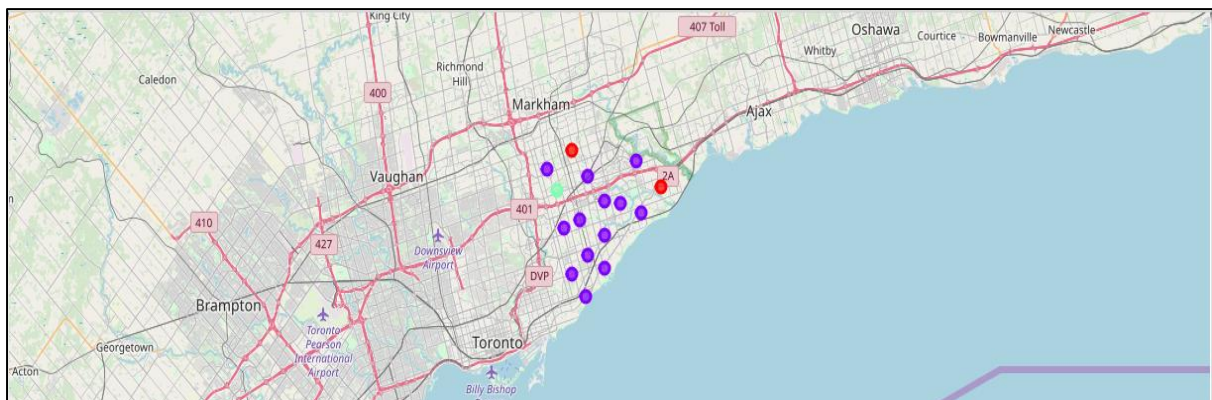 King City
407 Toll
Oshawa
Courtice
Bowmanville
Newcastle
Whitby
Richmond
Hill
Caledon
400
Markham
Ajax
Vaughan
2A
401
410
427
Downsview
Airport
DVP
Brampton
Toronto
Pearson
International
Airport
Georgetown
Toronto
Acton
Billy Bishop